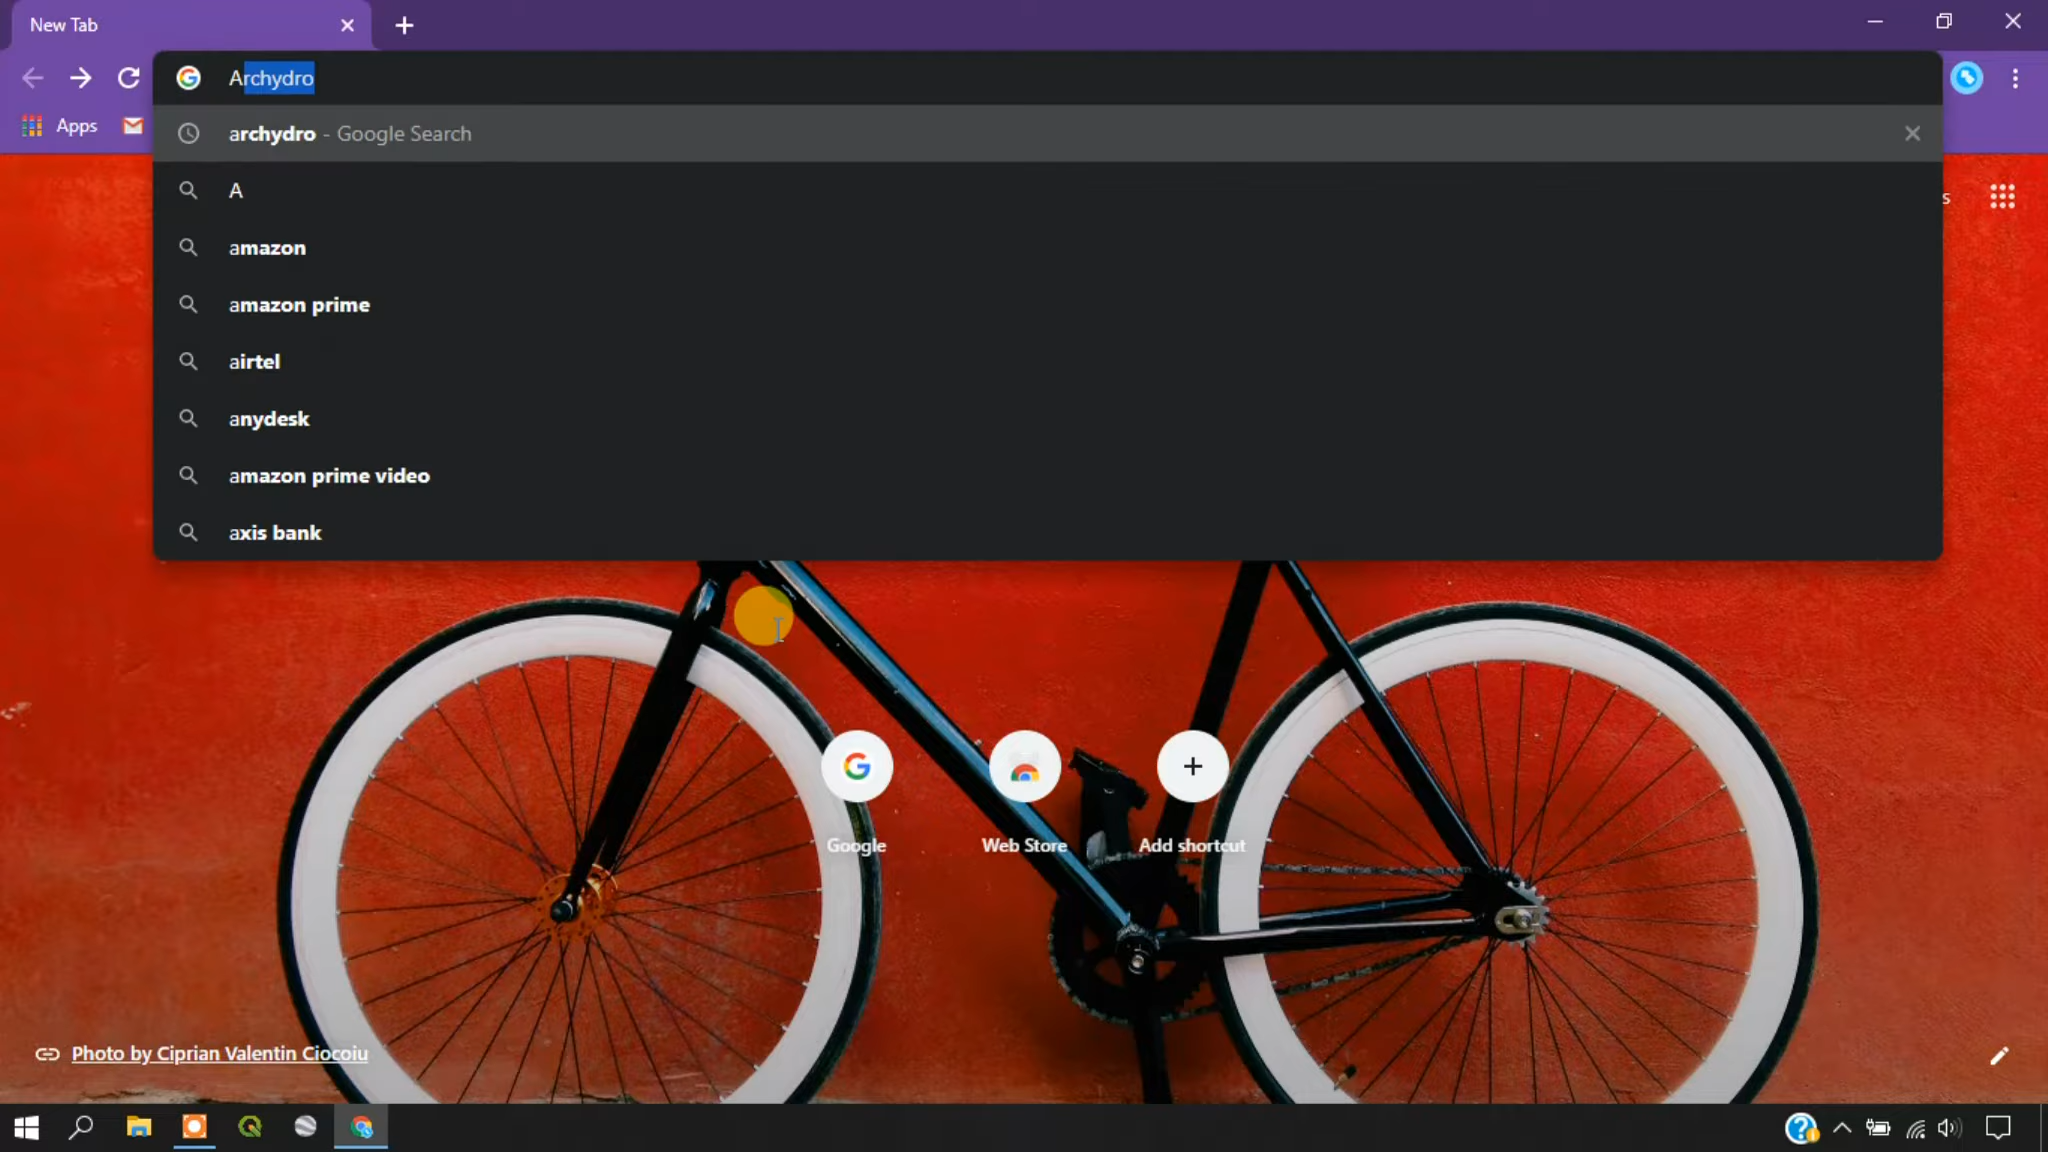 New Tab
Archydro
Apps
archydro - Google Search
A
s
amazon
amazon prime
airtel
anydesk
amazon prime video
axis bank
Google
Web Store
Add shortcut
Photo by Ciprian Valentin Ciocoiu